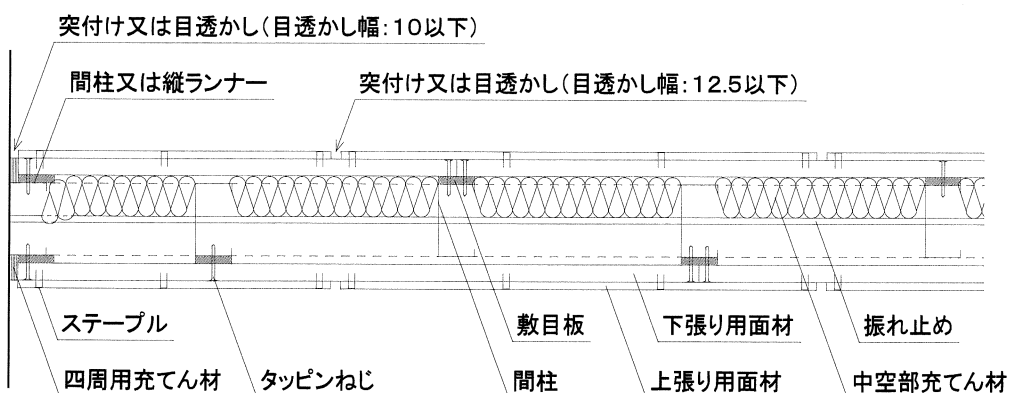 突付け又は目透かし(目透かし幅:10以下)
間柱又は縦ランナー
突付け又は目透かし(目透かし幅:12.5以下)
ステープル
敷目板
下張り用面材
振れ止め
四周用充てん材
タッピンねじ
間柱
上張り用面材
中空部充てん材